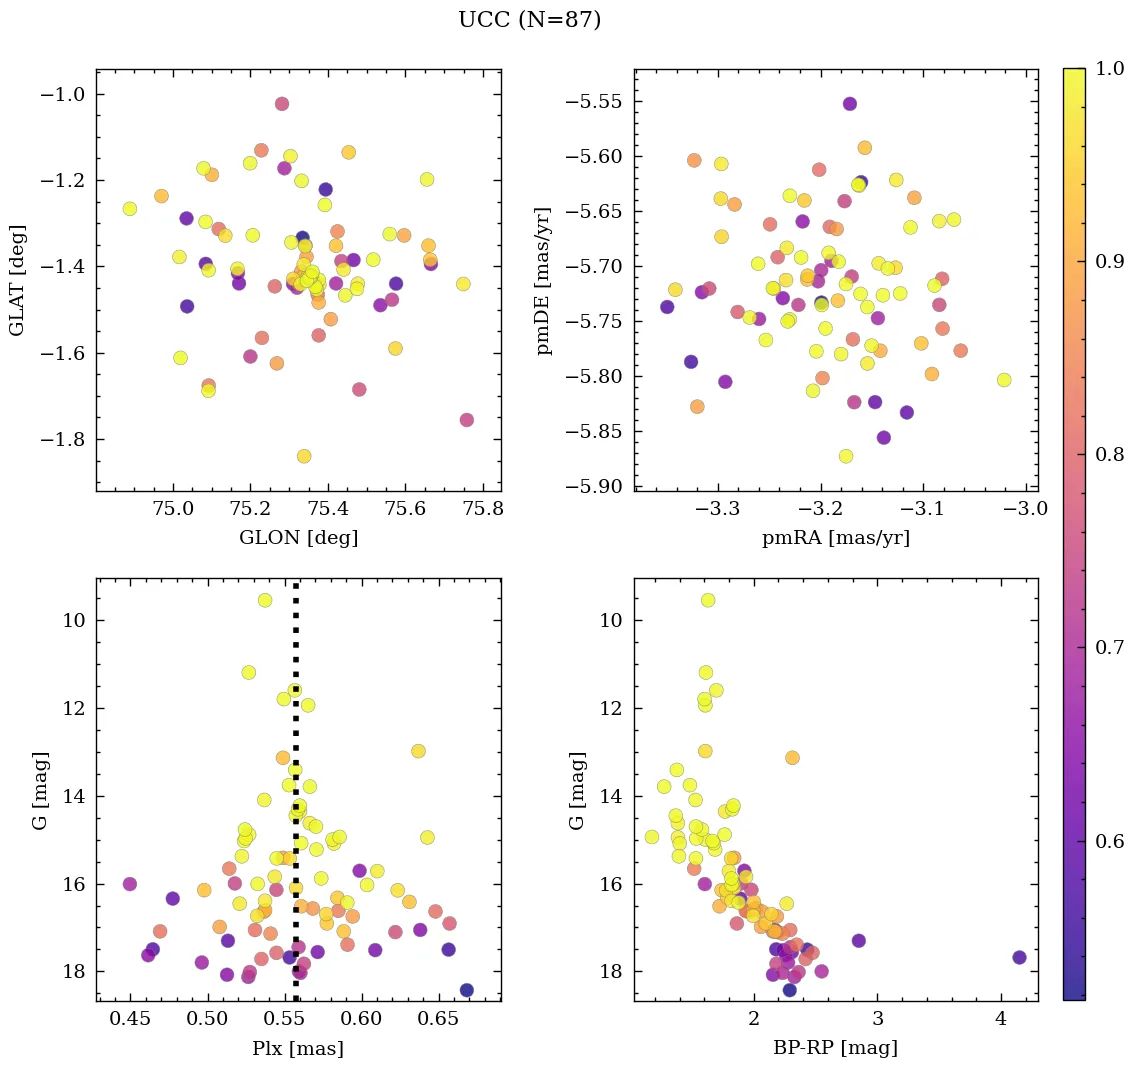 UCC (N=87)
−1.0
−1.2
−1.4
−1.6
−1.8
GLAT [deg]
75.0 75.2 75.4 75.6 75.8
GLON [deg]
−5.55
−5.60
−5.65
−5.70
−5.75
−5.80
−5.85
−5.90
pmDE [mas/yr]
−3.3 −3.2 −3.1 −3.0
pmRA [mas/yr]
10
12
14
16
18
G [mag]
0.45 0.50 0.55 0.60 0.65
Plx [mas]
10
12
14
16
18
G [mag]
2 3 4
BP-RP [mag]
1.0
0.9
0.8
0.7
0.6